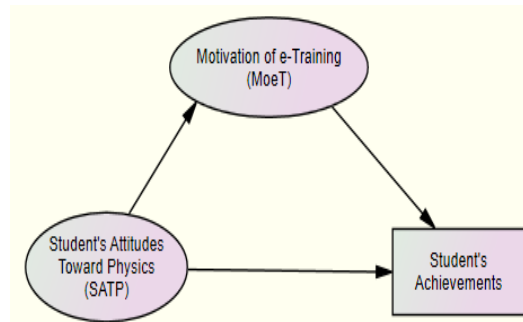 Motivation of e-Training
(MoeT)
Student's Attitudes
Toward Physics
(SATP)
Student's
Achievements